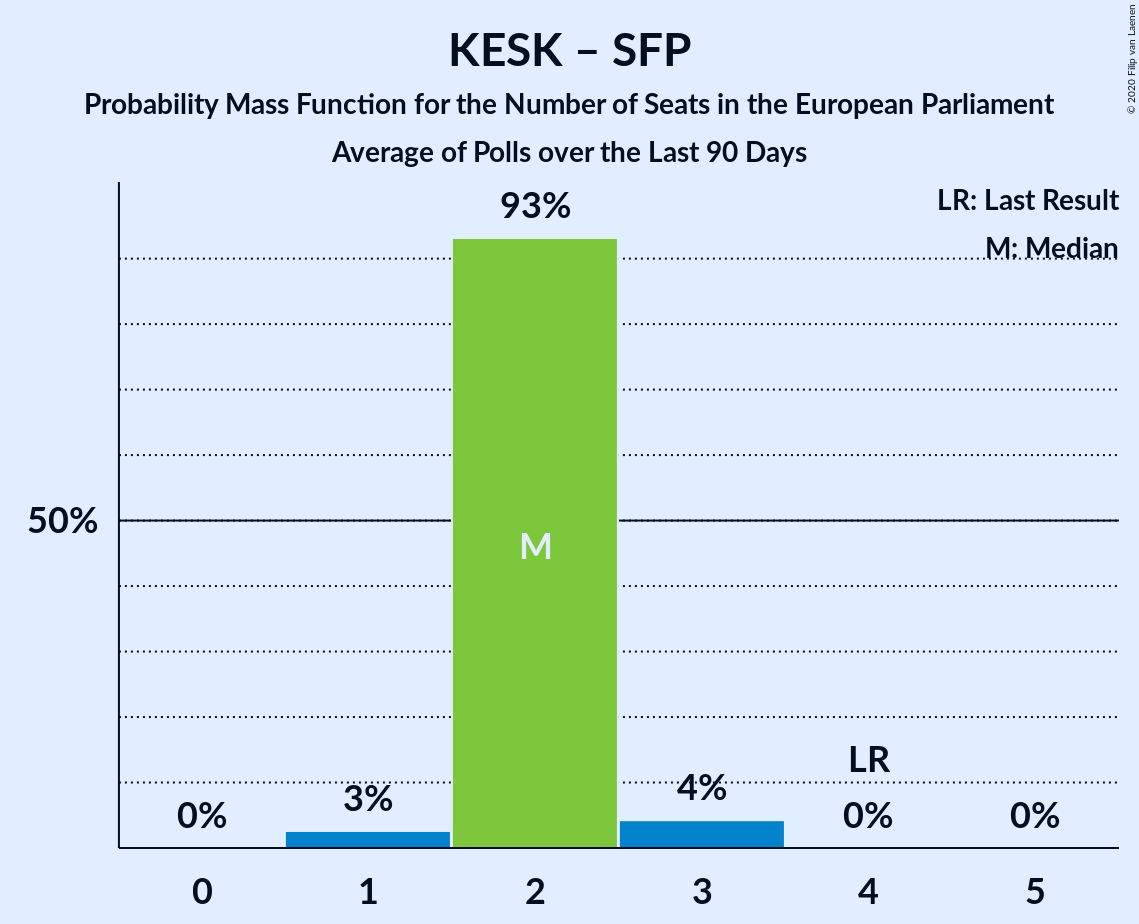 KESK – SFP
Probability Mass Function for the Number of Seats in the European Parliament
Average of Polls over the Last 90 Days
© 2020 Filip van Laenen
LR: Last Result
M: Median
93%
50%
M
LR
0%
3%
4%
0%
0%
0
1
2
3
4
5